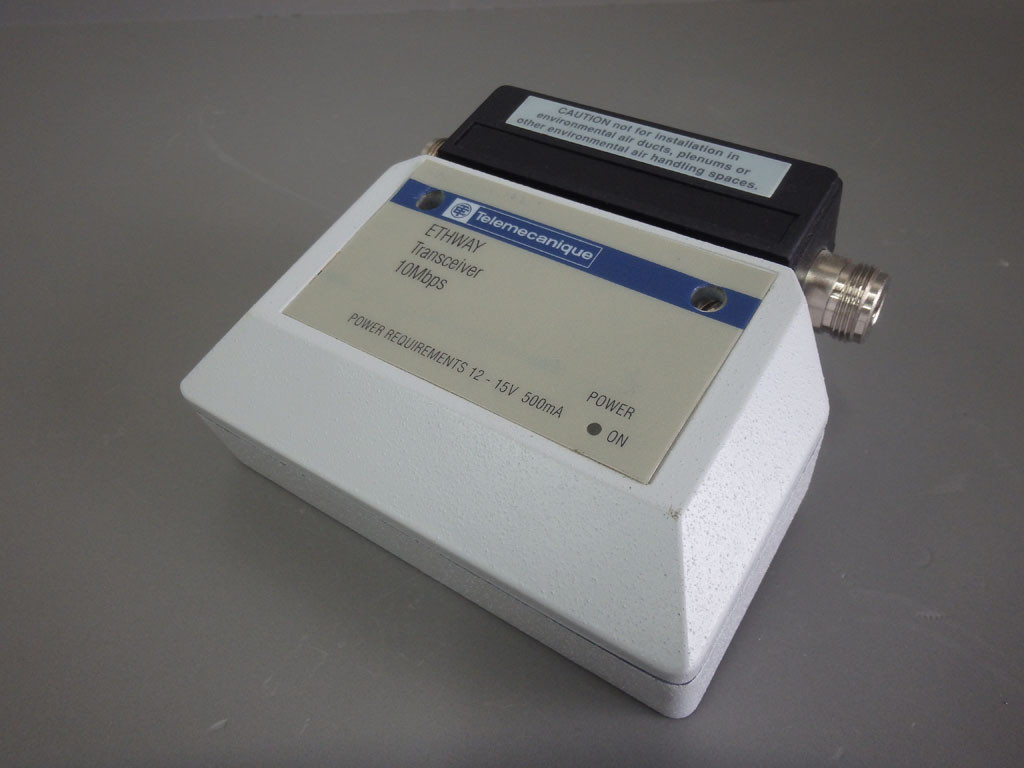 CAUTION not for installation in
environmental air ducts, plenums or
other environmental air handling spaces.
Telemecanique
ETHWAY
Transceiver
10Mbps
POWER REQUIREMENTS 12 - 15V 500mA
POWER
ON